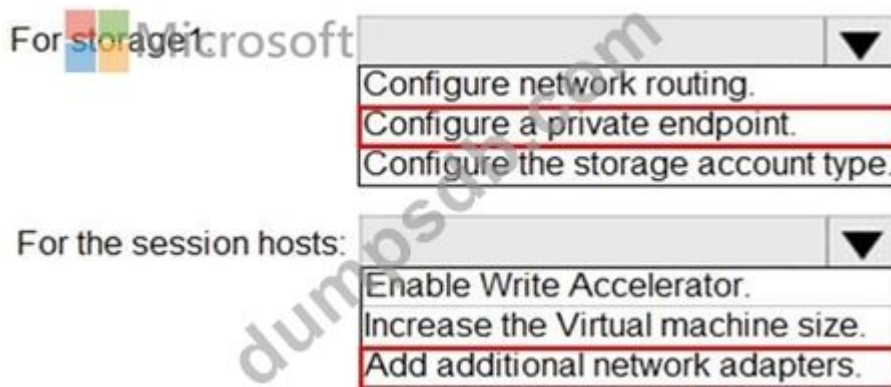 For storage1:
Microsoft
Configure network routing.
Configure a private endpoint.
Configure the storage account type.
For the session hosts:
Enable Write Accelerator.
Increase the Virtual machine size.
Add additional network adapters.
dumpsdb.com